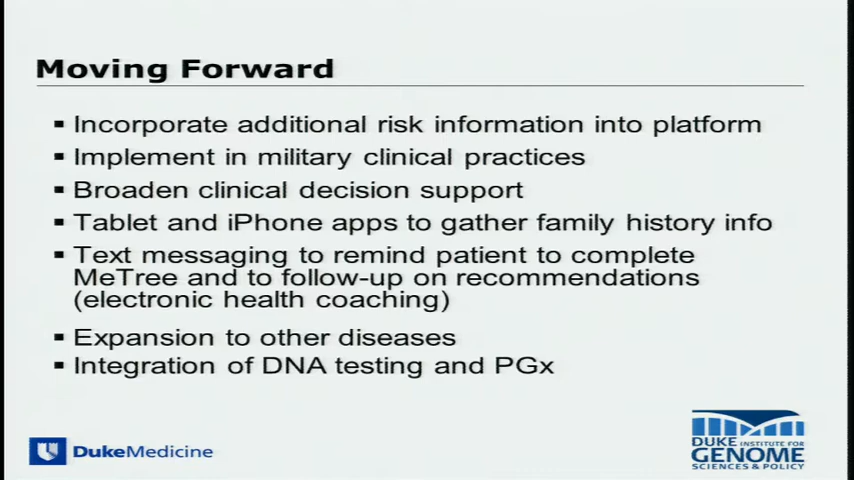 Moving Forward
▪ Incorporate additional risk information into platform
▪ Implement in military clinical practices
▪ Broaden clinical decision support
▪ Tablet and iPhone apps to gather family history info
▪ Text messaging to remind patient to complete
MeTree and to follow-up on recommendations
(electronic health coaching)
▪ Expansion to other diseases
▪ Integration of DNA testing and PGx
DukeMedicine
DUKE INSTITUTE FOR
GENOME
SCIENCES & POLICY